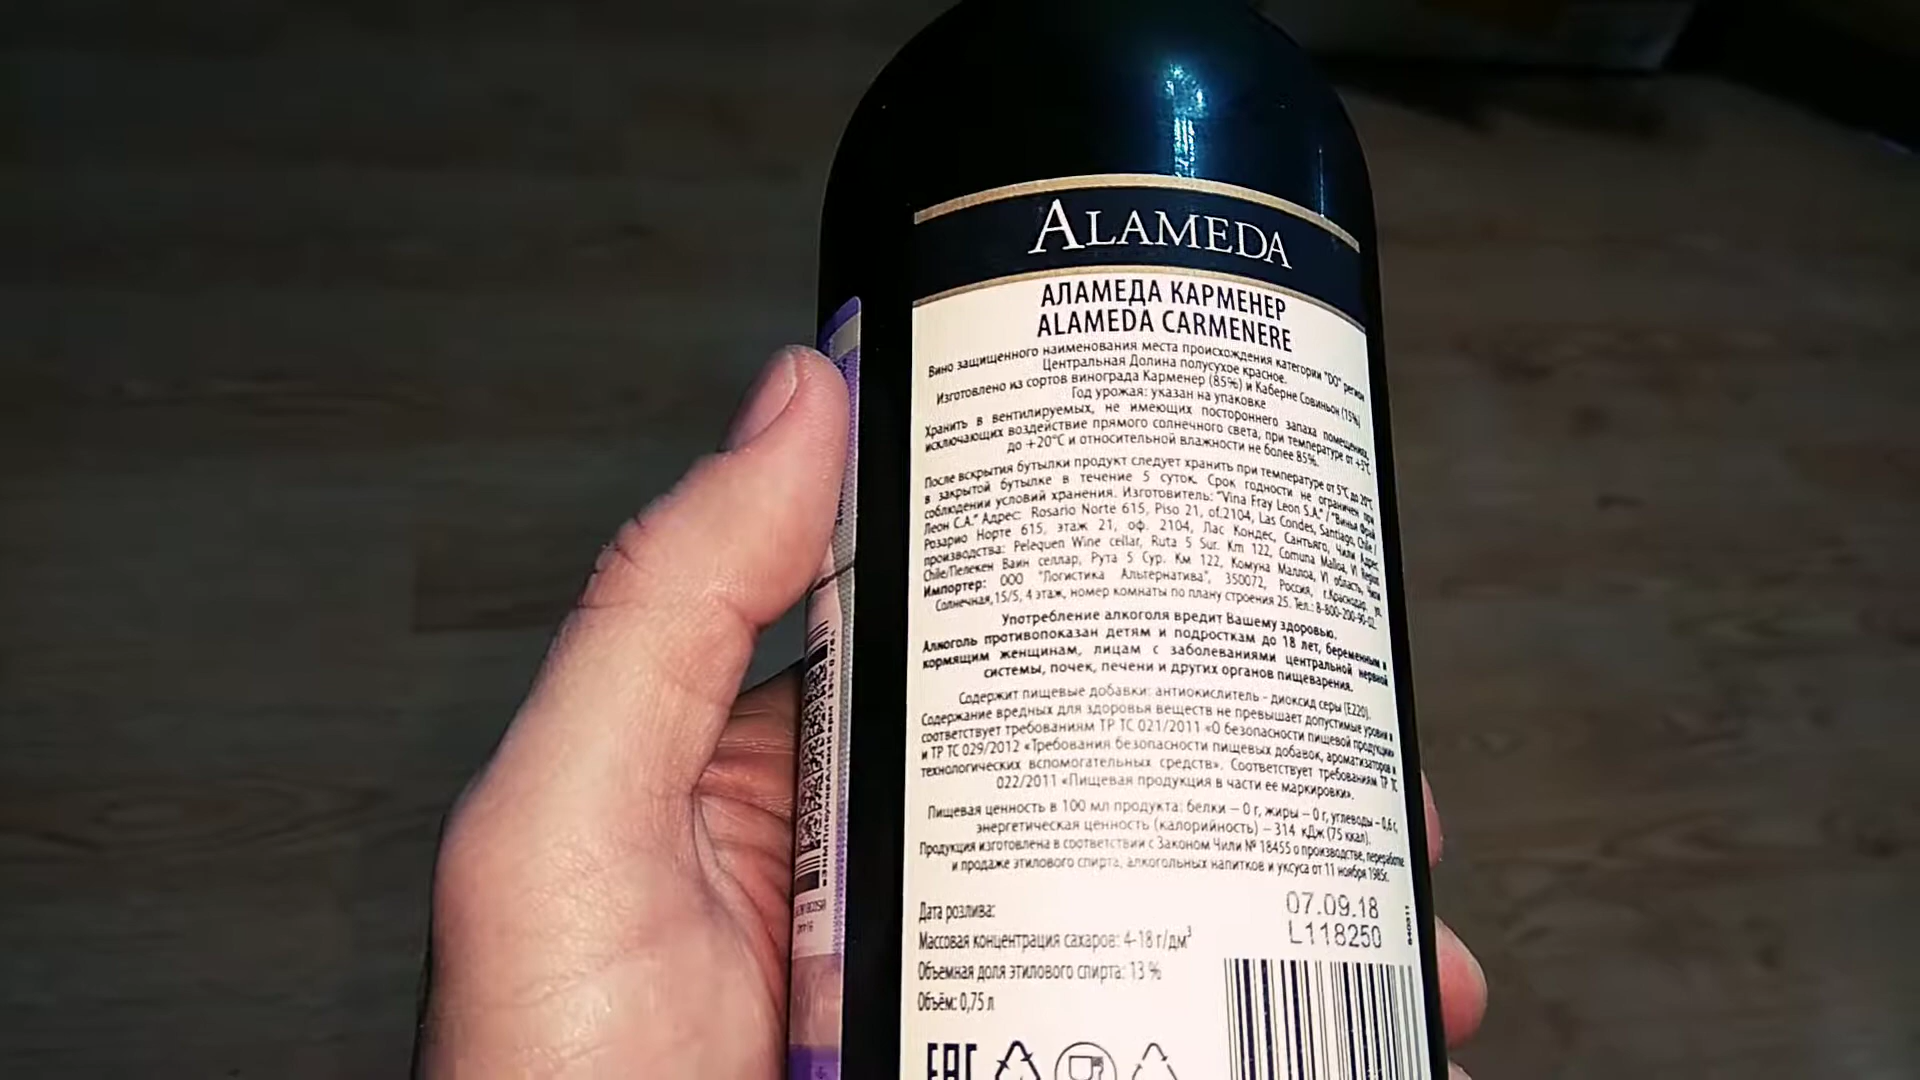 ALAMEDA
АЛАМЕДА КАРМЕНЕР
ALAMEDA CARMENERE
Вино защищенного наименования места происхождения категории "DO" регион
Центральная Долина полусухое красное.
Изготовлено из сортов винограда Карменер (85%) и Каберне Совиньон (15%)
Год урожая: указан на упаковке
Хранить в вентилируемых, не имеющих постороннего запаха помещениях,
исключающих воздействие прямого солнечного света, при температуре от +5°C
до +20°C и относительной влажности не более 85%.
После вскрытия бутылки продукт следует хранить при температуре от 5°C до 20°C
в закрытой бутылке в течение 5 суток. Срок годности не ограничен при
соблюдении условий хранения. Изготовитель: "Vina Fray Leon S.A." / "Винья Фрай
Леон С.А." Адрес: Rosario Norte 615, Piso 21, of.2104, Las Condes, Santiago, Chile /
Розарио Норте 615, этаж 21, оф. 2104, Лас Кондес, Сантьяго, Чили Адрес
производства: Pelequen Wine cellar, Ruta 5 Sur. Km 122, Comuna Malloa, VI Region
Chile/Пелекен Ваин селлар, Рута 5 Сур. Км 122, Комуна Маллоа, VI область, Чили
Импортер: ООО "Логистика Альтернатива", 350072, Россия, г.Краснодар, ул.
Солнечная,15/5, 4 этаж, номер комнаты по плану строения 25. Тел.: 8-800-200-90-02.
Употребление алкоголя вредит Вашему здоровью.
Алкоголь противопоказан детям и подросткам до 18 лет, беременным и
кормящим женщинам, лицам с заболеваниями центральной нервной
системы, почек, печени и других органов пищеварения.
Содержит пищевые добавки: антиокислитель - диоксид серы (Е220).
Содержание вредных для здоровья веществ не превышает допустимые уровни и
соответствует требованиям ТР ТС 021/2011 «О безопасности пищевой продукции»
и ТР ТС 029/2012 «Требования безопасности пищевых добавок, ароматизаторов и
технологических вспомогательных средств». Соответствует требованиям ТР ТС
022/2011 «Пищевая продукция в части ее маркировки».
Пищевая ценность в 100 мл продукта: белки – 0 г, жиры – 0 г, углеводы – 0,6 г,
энергетическая ценность (калорийность) – 314 кДж (75 ккал).
Продукция изготовлена в соответствии с Законом Чили № 18455 о производстве, переработке
и продаже этилового спирта, алкогольных напитков и уксуса от 11 ноября 1985г.
Дата розлива:
07.09.18
L118250
Массовая концентрация сахаров: 4-18 г/дм³
Объемная доля этилового спирта: 13 %
Объём: 0,75 л
EAC